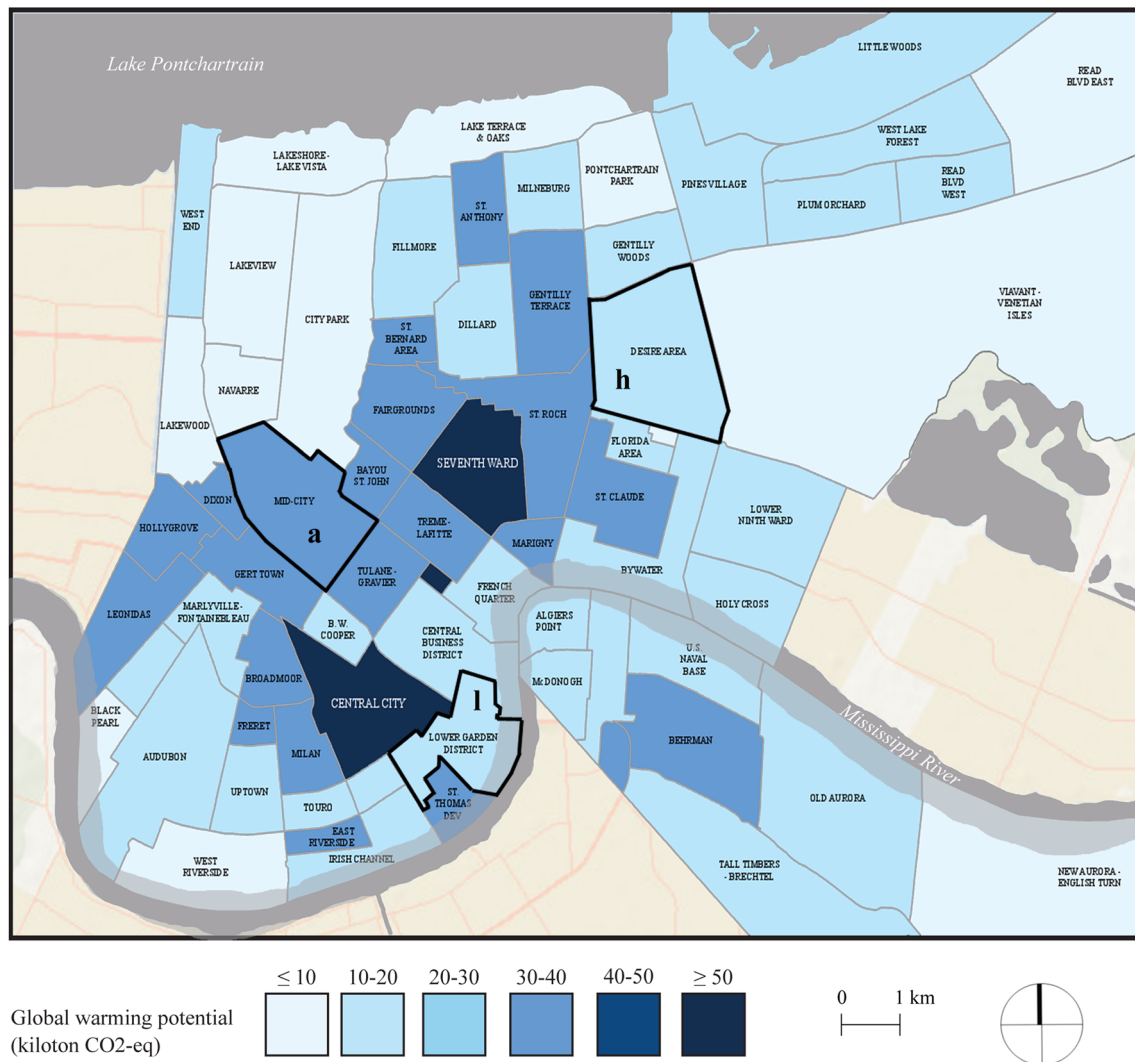 Lake Pontchartrain
LITTLE WOODS
READ
BLVD EAST
LAKE TERRACE
& OAKS
WEST LAKE
FOREST
LAKESHORE-
LAKE VISTA
PONTCHARTRAIN
PARK
MILNEBURG
PINES VILLAGE
READ
BLVD
WEST
PLUM ORCHARD
WEST
END
ST.
ANTHONY
FILLMORE
GENTILLY
WOODS
LAKEVIEW
GENTILLY
TERRACE
VIAVANT -
VENETIAN
ISLES
CITY PARK
DILLARD
ST.
BERNARD
AREA
DESIRE AREA
h
NAVARRE
FAIRGROUNDS
ST. ROCH
LAKEWOOD
FLORIDA
AREA
SEVENTH WARD
BAYOU
ST. JOHN
DIXON
MID-CITY
a
ST. CLAUDE
LOWER
NINTH WARD
HOLLYGROVE
TREME-
LAFITTE
MARIGNY
GERT TOWN
TULANE-
GRAVIER
BYWATER
FRENCH
QUARTER
HOLY CROSS
LEONIDAS
MARLYVILLE-
FONTAINEBLEAU
B.W.
COOPER
ALGIERS
POINT
CENTRAL
BUSINESS
DISTRICT
U.S.
NAVAL
BASE
BROADMOOR
McDONOGH
BLACK
PEARL
CENTRAL CITY
l
FRERET
LOWER GARDEN
DISTRICT
BEHRMAN
Mississippi River
AUDUBON
MILAN
UPTOWN
TOURO
ST.
THOMAS
DEV
OLD AURORA
EAST
RIVERSIDE
IRISH CHANNEL
WEST
RIVERSIDE
TALL TIMBERS
- BRECHTEL
NEW AURORA -
ENGLISH TURN
≤ 10 10-20 20-30 30-40 40-50 ≥ 50
Global warming potential
(kiloton CO2-eq)
0 1 km